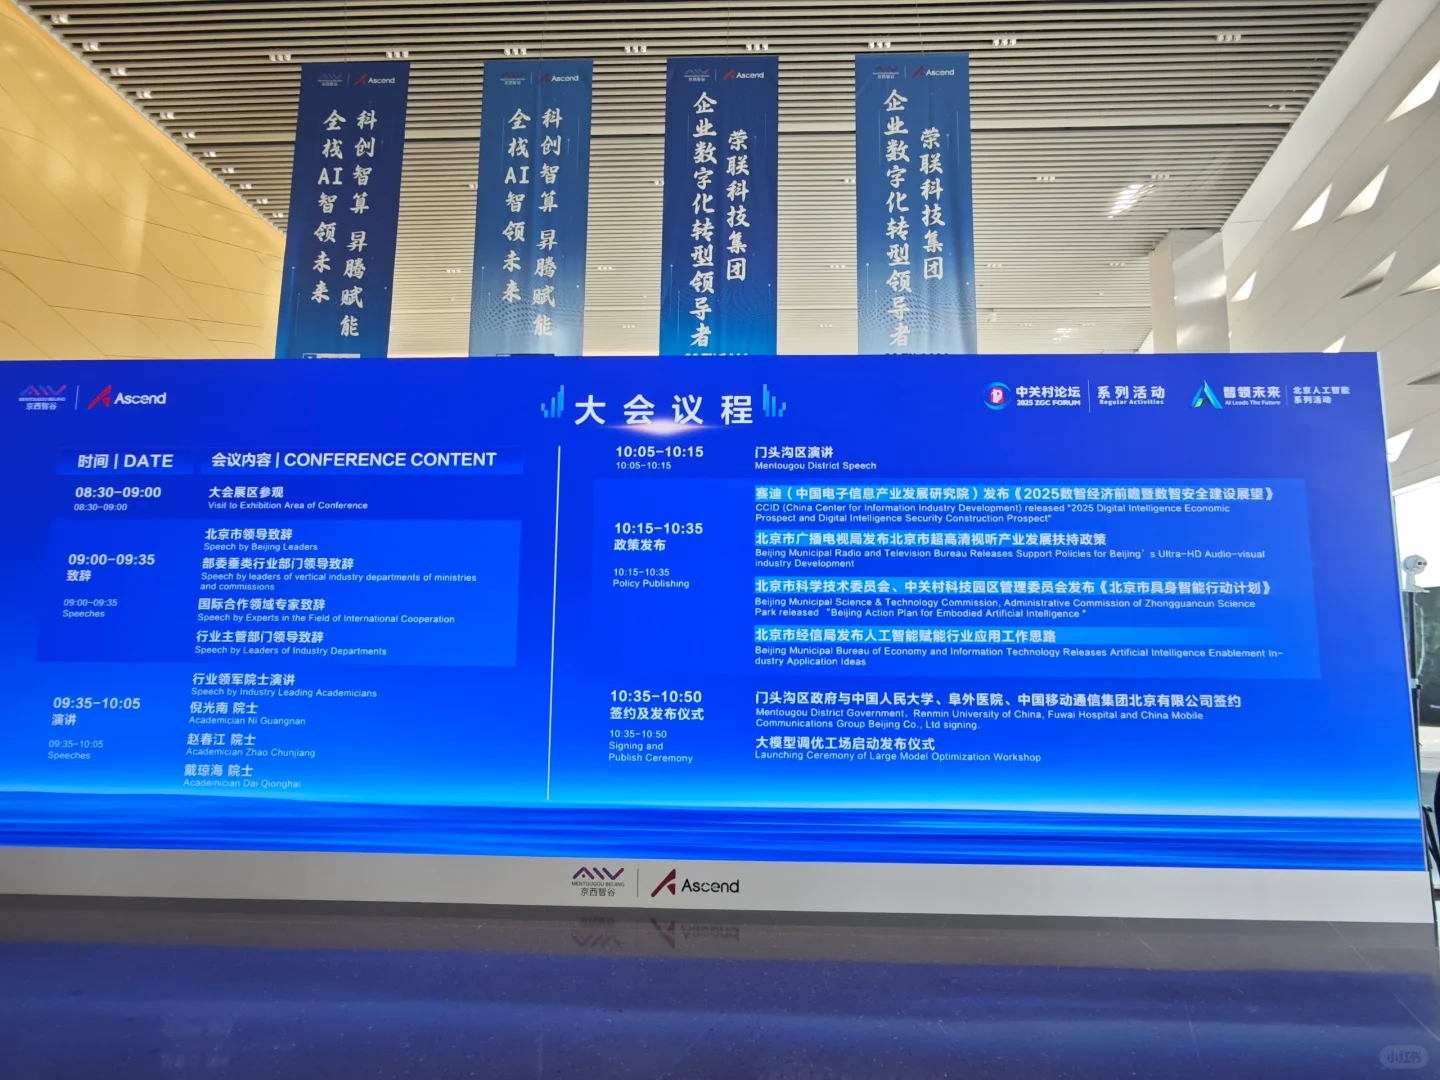 MENTOUGOU BEIJING
京西智谷
Ascend
科创智算 昇腾赋能
全栈AI智领未来
Ascend
科创智算 昇腾赋能
全栈AI智领未来
Ascend
荣联科技集团
企业数字化转型领导者
Ascend
荣联科技集团
企业数字化转型领导者
Ascend
大会议程
中关村论坛
2025 ZGC FORUM
系列活动
Regular Activities
智领未来
AI Leads The Future
北京人工智能
系列活动
时间 | DATE
会议内容 | CONFERENCE CONTENT
08:30-09:00
08:30-09:00
大会展区参观
Visit to Exhibition Area of Conference
09:00-09:35
致辞
09:00-09:35
Speeches
北京市领导致辞
Speech by Beijing Leaders
部委垂类行业部门领导致辞
Speech by leaders of vertical industry departments of ministries
and commissions
国际合作领域专家致辞
Speech by Experts in the Field of International Cooperation
行业主管部门领导致辞
Speech by Leaders of Industry Departments
09:35-10:05
演讲
09:35-10:05
Speeches
行业领军院士演讲
Speech by Industry Leading Academicians
倪光南 院士
Academician Ni Guangnan
赵春江 院士
Academician Zhao Chunjiang
戴琼海 院士
Academician Dai Qionghai
10:05-10:15
10:05-10:15
门头沟区演讲
Mentougou District Speech
10:15-10:35
政策发布
10:15-10:35
Policy Publishing
赛迪（中国电子信息产业发展研究院）发布《2025数智经济前瞻暨数智安全建设展望》
CCID (China Center for Information Industry Development) released "2025 Digital Intelligence Economic
Prospect and Digital Intelligence Security Construction Prospect"
北京市广播电视局发布北京市超高清视听产业发展扶持政策
Beijing Municipal Radio and Television Bureau Releases Support Policies for Beijing's Ultra-HD Audio-visual
industry Development
北京市科学技术委员会、中关村科技园区管理委员会发布《北京市具身智能行动计划》
Beijing Municipal Science & Technology Commission, Administrative Commission of Zhongguancun Science
Park released "Beijing Action Plan for Embodied Artificial Intelligence"
北京市经信局发布人工智能赋能行业应用工作思路
Beijing Municipal Bureau of Economy and Information Technology Releases Artificial Intelligence Enablement In-
dustry Application Ideas
10:35-10:50
签约及发布仪式
10:35-10:50
Signing and
Publish Ceremony
门头沟区政府与中国人民大学、阜外医院、中国移动通信集团北京有限公司签约
Mentougou District Government, Renmin University of China, Fuwai Hospital and China Mobile
Communications Group Beijing Co., Ltd signing.
大模型调优工场启动发布仪式
Launching Ceremony of Large Model Optimization Workshop
MENTOUGOU BEIJING
京西智谷
Ascend
小红书